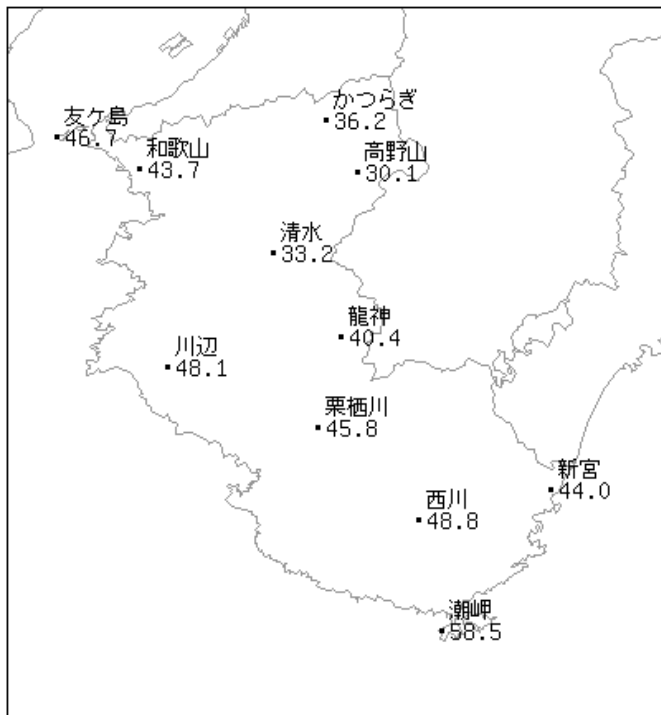 友ケ島
46.7
かつらぎ
36.2
和歌山
43.7
高野山
30.1
清水
33.2
龍神
40.4
川辺
48.1
栗栖川
45.8
新宮
44.0
西川
48.8
潮岬
58.5